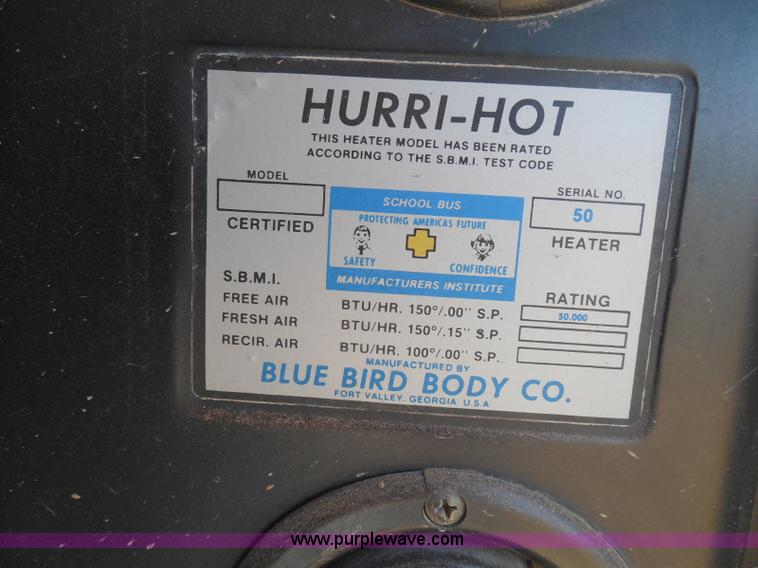 HURRI-HOT
THIS HEATER MODEL HAS BEEN RATED
ACCORDING TO THE S.B.M.I. TEST CODE
MODEL
CERTIFIED
SCHOOL BUS
PROTECTING AMERICAS FUTURE
SAFETY CONFIDENCE
MANUFACTURERS INSTITUTE
SERIAL NO.
50
HEATER
S.B.M.I. RATING
FREE AIR BTU/HR. 150°/.00" S.P. 50.000
FRESH AIR BTU/HR. 150°/.15" S.P.
RECIR. AIR BTU/HR. 100°/.00" S.P.
MANUFACTURED BY
BLUE BIRD BODY CO.
FORT VALLEY, GEORGIA, U.S.A.
www.purplewave.com